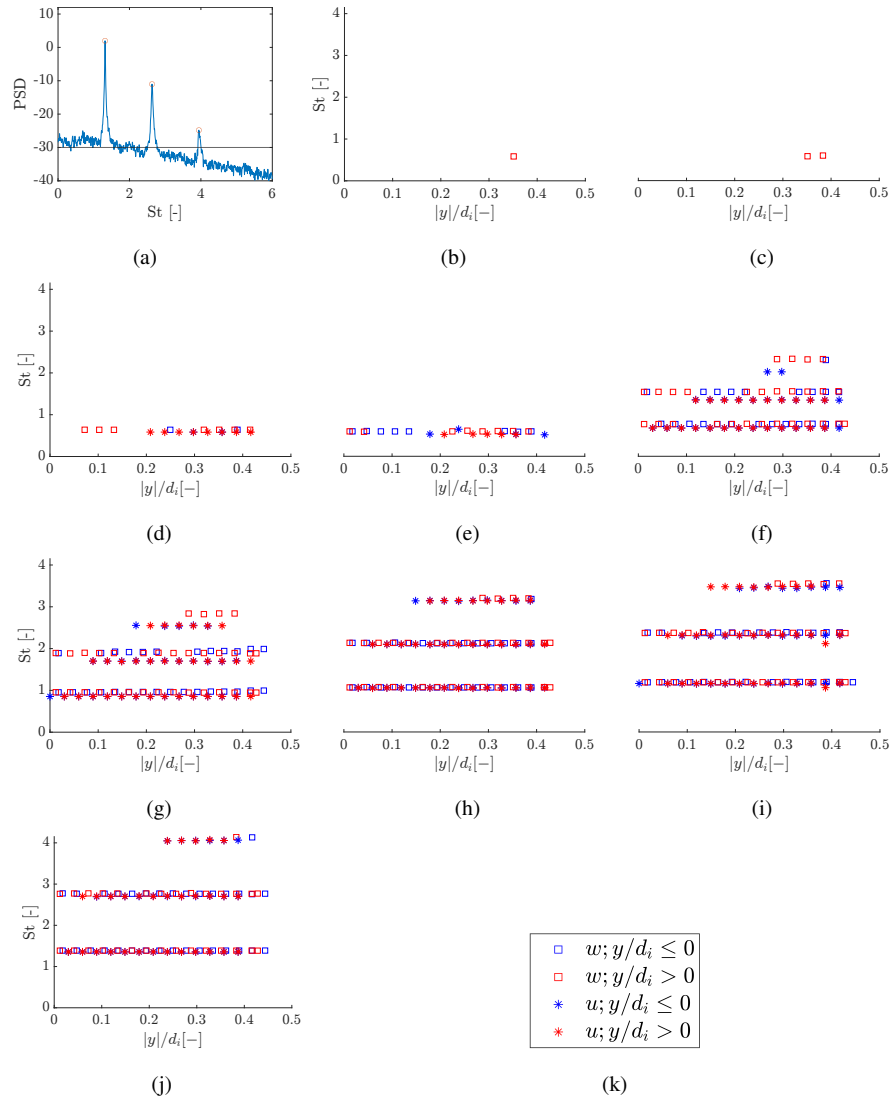 10
0
-10
-20
-30
-40
PSD
0 2 4 6
St [-]
(a)
4
3
2
1
0
St [-]
0 0.1 0.2 0.3 0.4 0.5
|y|/d_i[−]
(b)
0 0.1 0.2 0.3 0.4 0.5
|y|/d_i[−]
(c)
4
3
2
1
0
St [-]
0 0.1 0.2 0.3 0.4 0.5
|y|/d_i[−]
(d)
0 0.1 0.2 0.3 0.4 0.5
|y|/d_i[−]
(e)
0 0.1 0.2 0.3 0.4 0.5
|y|/d_i[−]
(f)
4
3
2
1
0
St [-]
0 0.1 0.2 0.3 0.4 0.5
|y|/d_i[−]
(g)
0 0.1 0.2 0.3 0.4 0.5
|y|/d_i[−]
(h)
0 0.1 0.2 0.3 0.4 0.5
|y|/d_i[−]
(i)
4
3
2
1
0
St [-]
0 0.1 0.2 0.3 0.4 0.5
|y|/d_i[−]
(j)
w; y/d_i ≤ 0
w; y/d_i > 0
u; y/d_i ≤ 0
u; y/d_i > 0
(k)